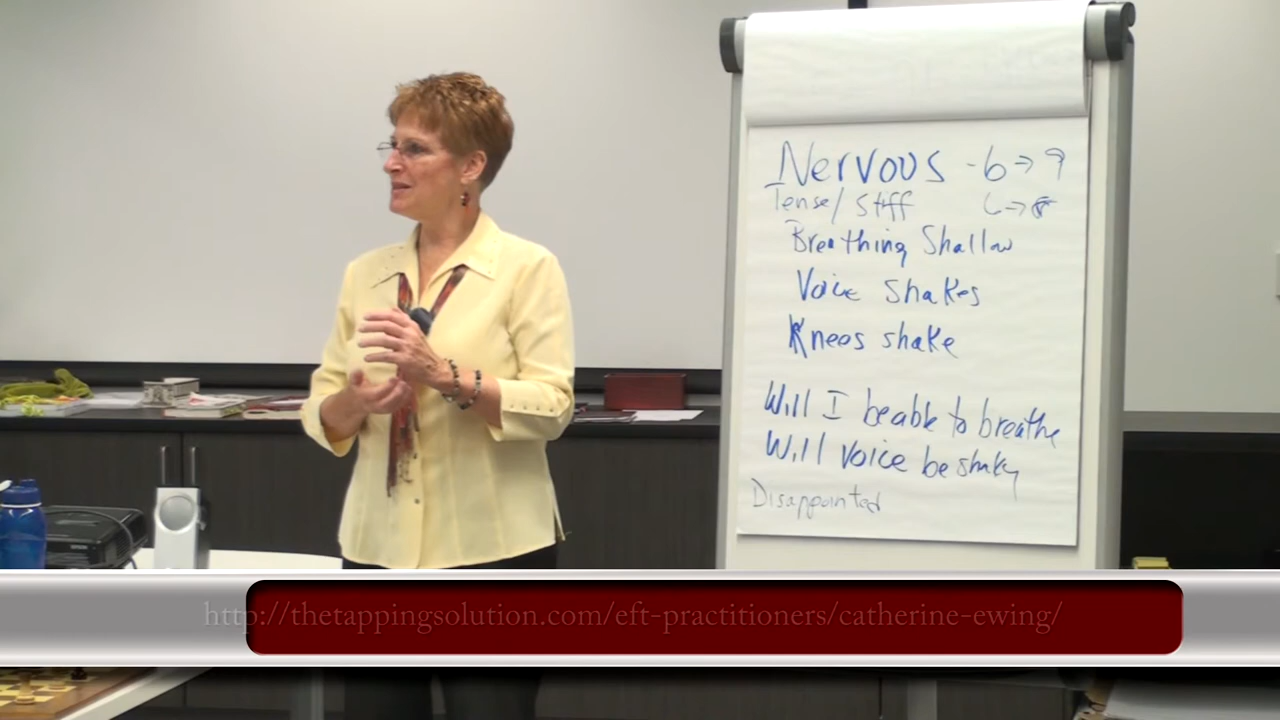 Nervous - 6 → 9
Tense/ Stiff 6 →
Breathing Shallow
Voice Shakes
Knees shake
Will I be able to breathe
Will voice be shaky
Disappointed
http://thetappingsolution.com/eft-practitioners/catherine-ewing/